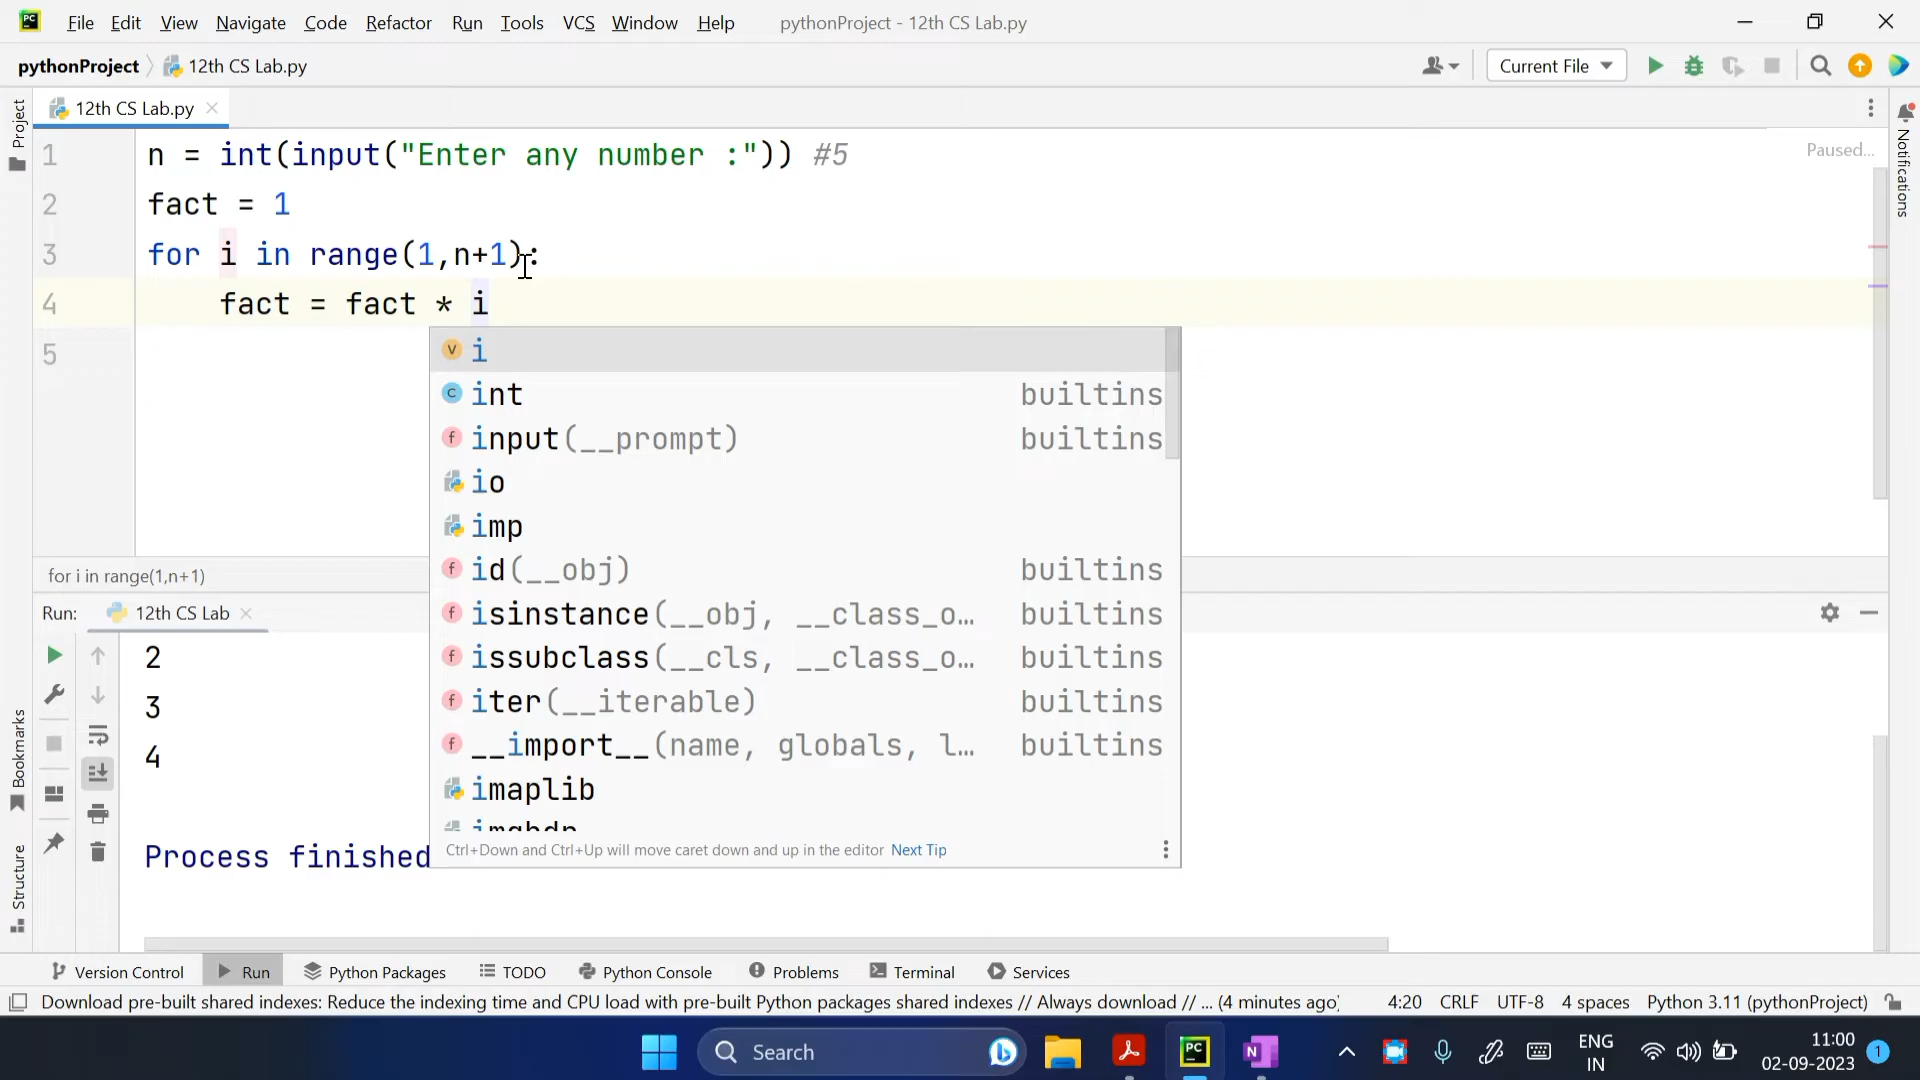 PC File Edit View Navigate Code Refactor Run Tools VCS Window Help pythonProject - 12th CS Lab.py
pythonProject 12th CS Lab.py Current File
12th CS Lab.py
Project
Notifications
1 n = int(input("Enter any number :")) #5
Paused...
2 fact = 1
3 for i in range(1,n+1):
4 fact = fact * i
5
V i
C int builtins
f input(__prompt) builtins
io
imp
f id(__obj) builtins
f isinstance(__obj, __class_o… builtins
f issubclass(__cls, __class_o… builtins
f iter(__iterable) builtins
f __import__(name, globals, l… builtins
imaplib
imghdr
Ctrl+Down and Ctrl+Up will move caret down and up in the editor Next Tip
for i in range(1,n+1)
Run: 12th CS Lab
2
3
4
Process finished
Bookmarks
Structure
Version Control Run Python Packages TODO Python Console Problems Terminal Services
Download pre-built shared indexes: Reduce the indexing time and CPU load with pre-built Python packages shared indexes // Always download // ... (4 minutes ago) 4:20 CRLF UTF-8 4 spaces Python 3.11 (pythonProject)
Search PC N ENG
IN
11:00
02-09-2023 1